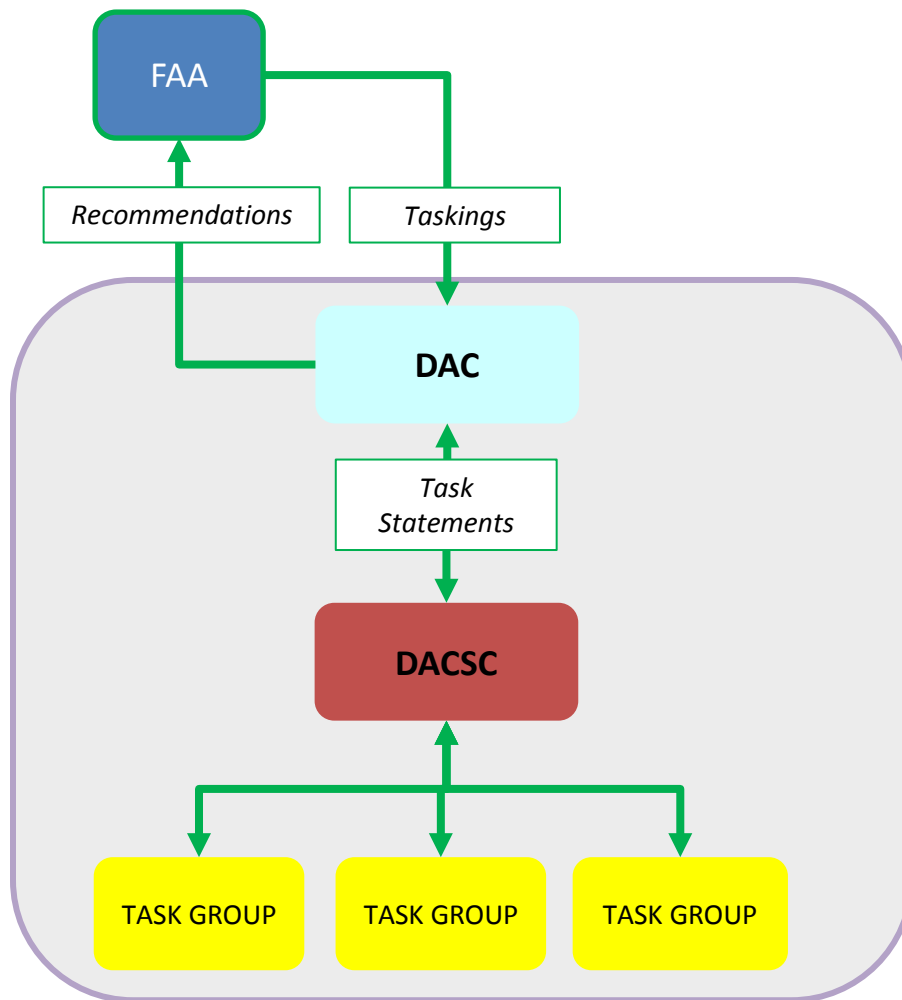 FAA
Recommendations
Taskings
DAC
Task
Statements
DACSC
TASK GROUP
TASK GROUP
TASK GROUP